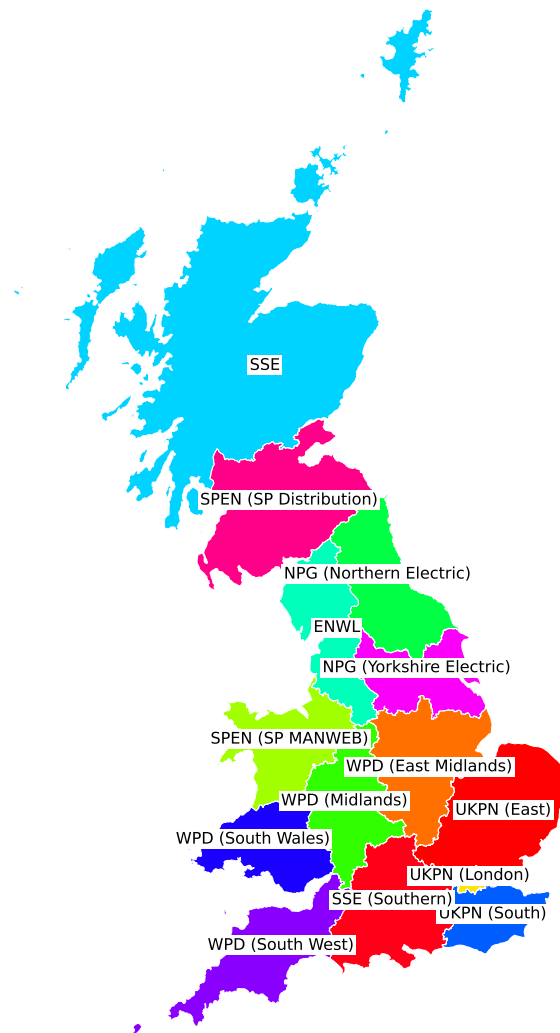 SSE
SPEN (SP Distribution)
NPG (Northern Electric)
ENWL
NPG (Yorkshire Electric)
SPEN (SP MANWEB)
WPD (East Midlands)
WPD (Midlands)
UKPN (East)
WPD (South Wales)
UKPN (London)
SSE (Southern)
UKPN (South)
WPD (South West)